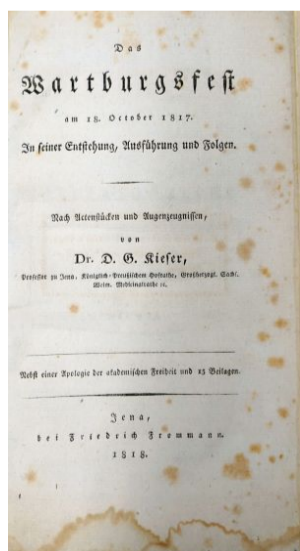 Das
Wartburgsfest
am 18. October 1817.
In seiner Entstehung, Ausführung und Folgen.
Nach Actenstücken und Augenzeugnissen,
von
Dr. D. G. Kieser,
Professor zu Jena, Königlich-Preußischem Hofrathe, Großherzogl. Sachs.
Weim. Medicinalrathe ꝛc.
Nebst einer Apologie der akademischen Freiheit und 15 Beilagen.
Jena,
bei Friedrich Frommann.
1818.